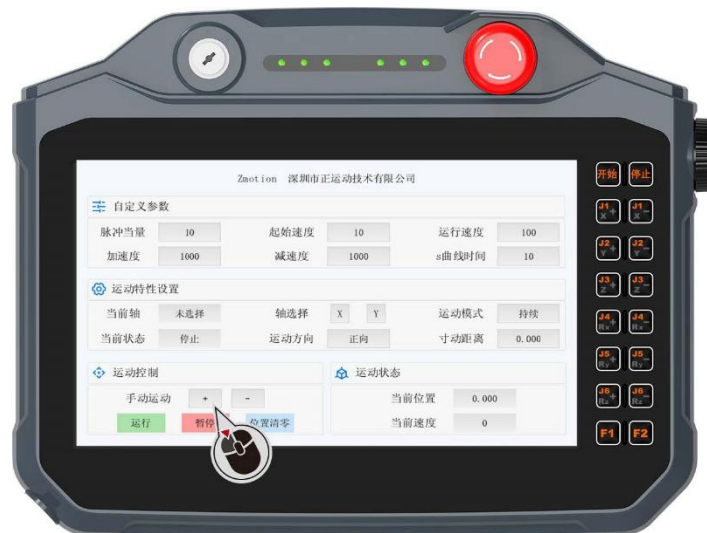 Zmotion 深圳市正运动技术有限公司
自定义参数
脉冲当量 10 起始速度 10 运行速度 100
加速度 1000 减速度 1000 s曲线时间 10
运动特性设置
当前轴 未选择 轴选择 X Y 运动模式 持续
当前状态 停止 运动方向 正向 寸动距离 0.000
运动控制 运动状态
手动运动 + - 当前位置 0.000
运行 暂停 位置清零 当前速度 0
开始 停止
J1 X+ J1 X-
J2 Y+ J2 Y-
J3 Z+ J3 Z-
J4 Rx+ J4 Rx-
J5 Ry+ J5 Ry-
J6 Rz+ J6 Rz-
F1 F2